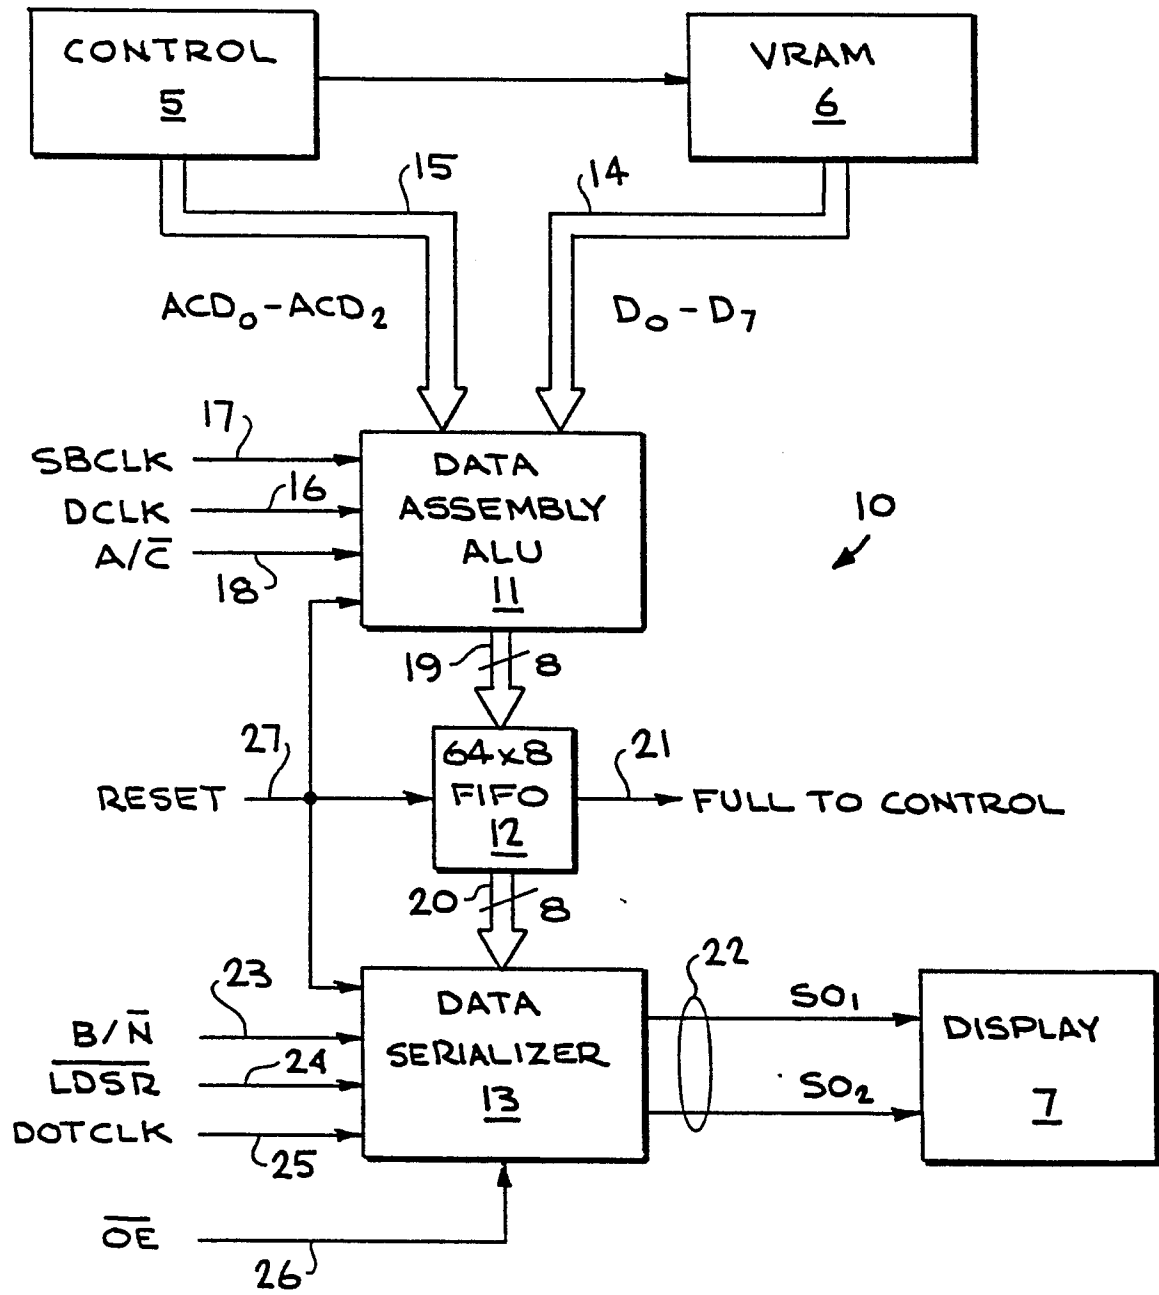 CONTROL
5
VRAM
6
15
14
ACD₀-ACD₂
D₀-D₇
17
SBCLK
16
DCLK
A/C̅
18
DATA
ASSEMBLY
ALU
11
10
19
8
27
RESET
64x8
FIFO
12
21
FULL TO CONTROL
20
8
23
B/N̅
24
L̅D̅S̅R̅
DOTCLK
25
DATA
SERIALIZER
13
22
SO₁
SO₂
DISPLAY
7
O̅E̅
26